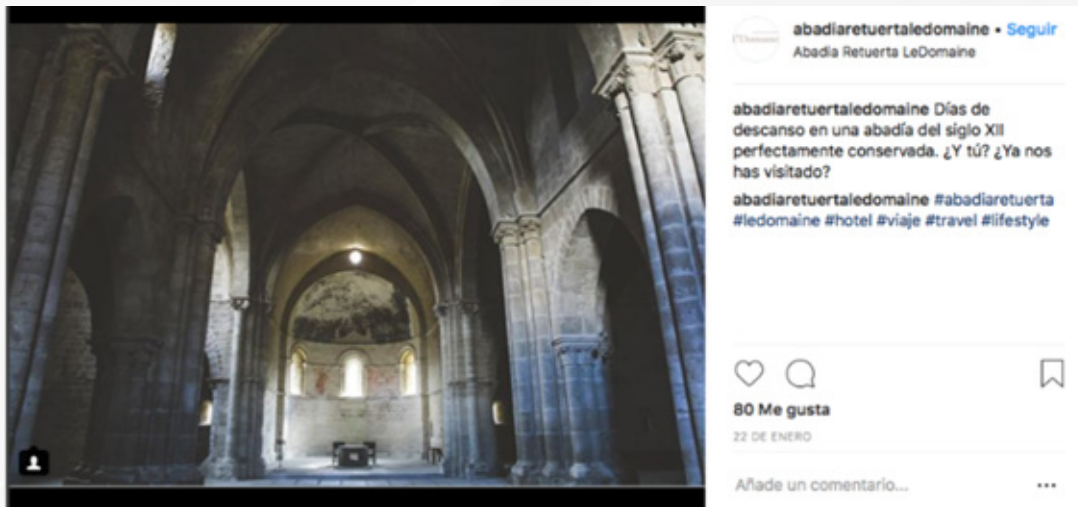 abadiaretuertaledomaine • Seguir
Abadía Retuerta LeDomaine
abadiaretuertaledomaine Días de
descanso en una abadía del siglo XII
perfectamente conservada. ¿Y tú? ¿Ya nos
has visitado?
abadiaretuertaledomaine #abadiaretuerta
#ledomaine #hotel #viaje #travel #lifestyle
80 Me gusta
22 DE ENERO
Añade un comentario...